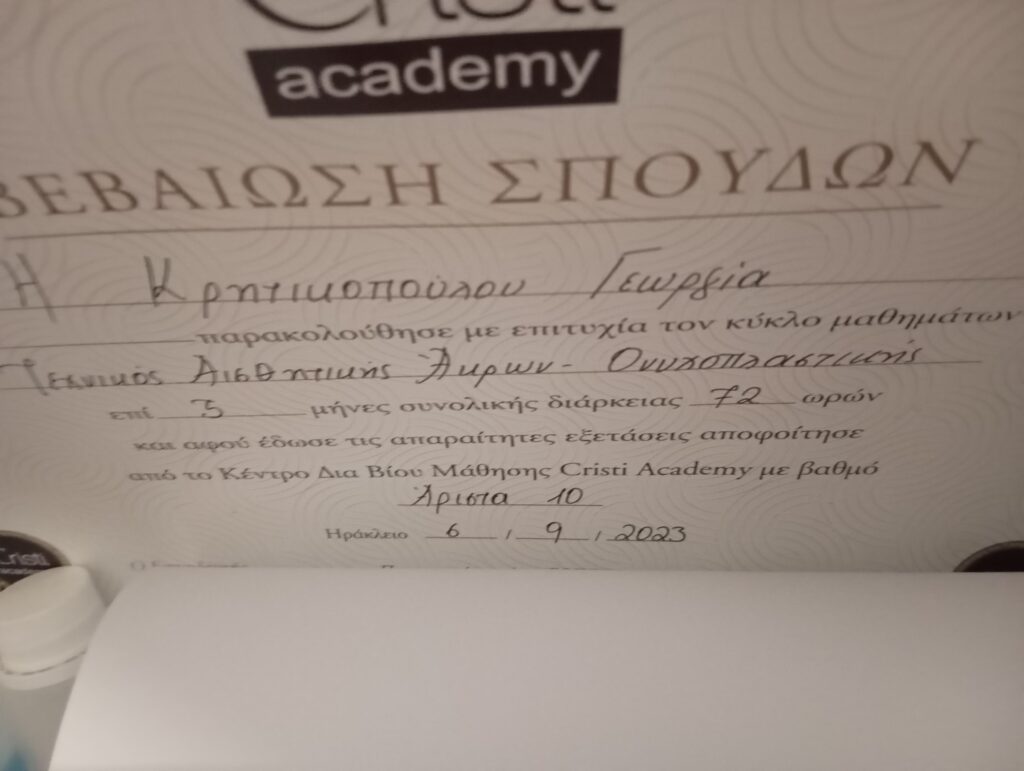 Cristi
academy
ΒΕΒΑΙΩΣΗ ΣΠΟΥΔΩΝ
Η Κρητικοπούλου Γεωργία
παρακολούθησε με επιτυχία τον κύκλο μαθημάτων
Τεχνικός Αισθητικής Άκρων - Ονυχοπλαστικής
επί 3 μήνες συνολικής διάρκειας 72 ωρών
και αφού έδωσε τις απαραίτητες εξετάσεις αποφοίτησε
από το Κέντρο Δια Βίου Μάθησης Cristi Academy με βαθμό
Άριστα 10
Ηράκλειο 6 / 9 / 2023
Cristi